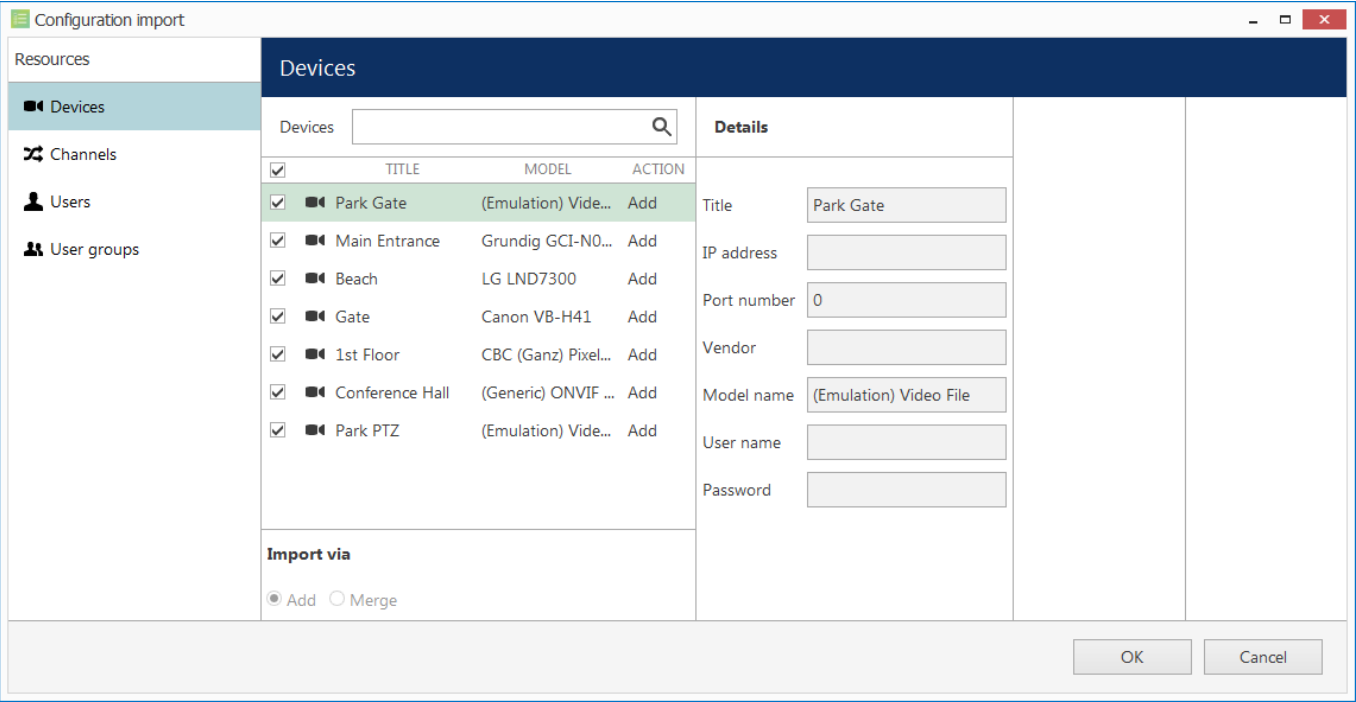 Configuration import
Resources
Devices
Channels
Users
User groups
Devices
Devices
TITLE MODEL ACTION
Park Gate (Emulation) Vide... Add
Main Entrance Grundig GCI-N0... Add
Beach LG LND7300 Add
Gate Canon VB-H41 Add
1st Floor CBC (Ganz) Pixel... Add
Conference Hall (Generic) ONVIF ... Add
Park PTZ (Emulation) Vide... Add
Import via
Add Merge
Details
Title Park Gate
IP address
Port number 0
Vendor
Model name (Emulation) Video File
User name
Password
OK Cancel